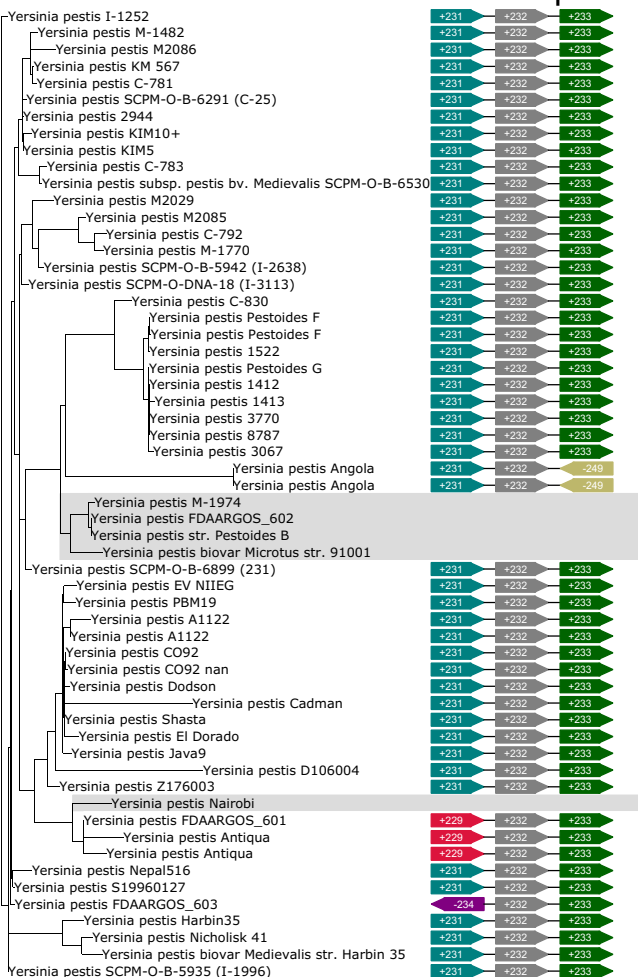 Yersinia pestis I-1252 +231 +232 +233
Yersinia pestis M-1482 +231 +232 +233
Yersinia pestis M2086 +231 +232 +233
Yersinia pestis KM 567 +231 +232 +233
Yersinia pestis C-781 +231 +232 +233
Yersinia pestis SCPM-O-B-6291 (C-25) +231 +232 +233
Yersinia pestis 2944 +231 +232 +233
Yersinia pestis KIM10+ +231 +232 +233
Yersinia pestis KIM5 +231 +232 +233
Yersinia pestis C-783 +231 +232 +233
Yersinia pestis subsp. pestis bv. Medievalis SCPM-O-B-6530 +231 +232 +233
Yersinia pestis M2029 +231 +232 +233
Yersinia pestis M2085 +231 +232 +233
Yersinia pestis C-792 +231 +232 +233
Yersinia pestis M-1770 +231 +232 +233
Yersinia pestis SCPM-O-B-5942 (I-2638) +231 +232 +233
Yersinia pestis SCPM-O-DNA-18 (I-3113) +231 +232 +233
Yersinia pestis C-830 +231 +232 +233
Yersinia pestis Pestoides F +231 +232 +233
Yersinia pestis Pestoides F +231 +232 +233
Yersinia pestis 1522 +231 +232 +233
Yersinia pestis Pestoides G +231 +232 +233
Yersinia pestis 1412 +231 +232 +233
Yersinia pestis 1413 +231 +232 +233
Yersinia pestis 3770 +231 +232 +233
Yersinia pestis 8787 +231 +232 +233
Yersinia pestis 3067 +231 +232 +233
Yersinia pestis Angola +231 +232 -249
Yersinia pestis Angola +231 +232 -249
Yersinia pestis M-1974
Yersinia pestis FDAARGOS_602
Yersinia pestis str. Pestoides B
Yersinia pestis biovar Microtus str. 91001
Yersinia pestis SCPM-O-B-6899 (231) +231 +232 +233
Yersinia pestis EV NIIEG +231 +232 +233
Yersinia pestis PBM19 +231 +232 +233
Yersinia pestis A1122 +231 +232 +233
Yersinia pestis A1122 +231 +232 +233
Yersinia pestis CO92 +231 +232 +233
Yersinia pestis CO92 nan +231 +232 +233
Yersinia pestis Dodson +231 +232 +233
Yersinia pestis Cadman +231 +232 +233
Yersinia pestis Shasta +231 +232 +233
Yersinia pestis El Dorado +231 +232 +233
Yersinia pestis Java9 +231 +232 +233
Yersinia pestis D106004 +231 +232 +233
Yersinia pestis Z176003 +231 +232 +233
Yersinia pestis Nairobi
Yersinia pestis FDAARGOS_601 +229 +232 +233
Yersinia pestis Antiqua +229 +232 +233
Yersinia pestis Antiqua +229 +232 +233
Yersinia pestis Nepal516 +231 +232 +233
Yersinia pestis S19960127 +231 +232 +233
Yersinia pestis FDAARGOS_603 -234 +232 +233
Yersinia pestis Harbin35 +231 +232 +233
Yersinia pestis Nicholisk 41 +231 +232 +233
Yersinia pestis biovar Medievalis str. Harbin 35 +231 +232 +233
Yersinia pestis SCPM-O-B-5935 (I-1996) +231 +232 +233